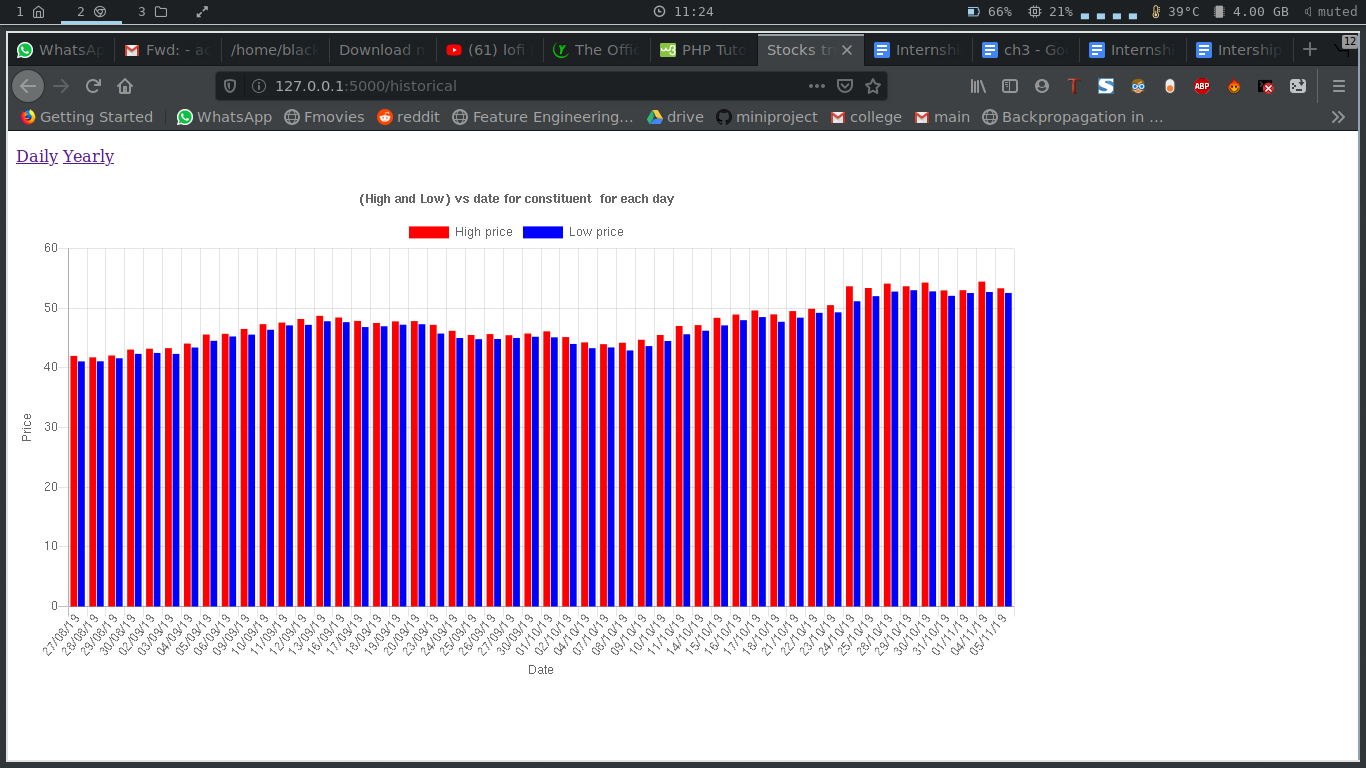 1 2 3 11:24 66% 21% 39°C 4.00 GB muted
WhatsAp Fwd: - ac /home/black Download n (61) lofi The Offic PHP Tuto Stocks tr Internshi ch3 - Goo Internshi Intership 12
127.0.0.1:5000/historical ABP
Getting Started WhatsApp Fmovies reddit Feature Engineering... drive miniproject college main Backpropagation in ...
Daily Yearly
(High and Low) vs date for constituent for each day
High price Low price
60
50
40
30
20
10
0
Price
27/08/19 28/08/19 29/08/19 30/08/19 02/09/19 03/09/19 04/09/19 05/09/19 06/09/19 09/09/19 10/09/19 11/09/19 12/09/19 13/09/19 16/09/19 17/09/19 18/09/19 19/09/19 20/09/19 23/09/19 24/09/19 25/09/19 26/09/19 27/09/19 30/09/19 01/10/19 02/10/19 04/10/19 07/10/19 08/10/19 09/10/19 10/10/19 11/10/19 14/10/19 15/10/19 16/10/19 17/10/19 18/10/19 21/10/19 22/10/19 23/10/19 24/10/19 25/10/19 28/10/19 29/10/19 30/10/19 31/10/19 01/11/19 04/11/19 05/11/19
Date